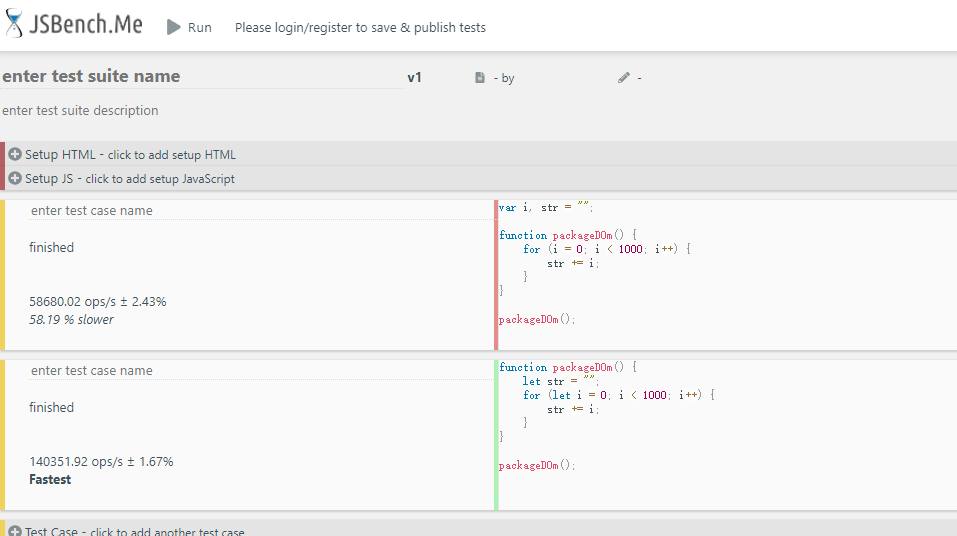 JSBench.Me Run Please login/register to save & publish tests
enter test suite name v1 - by -
enter test suite description
Setup HTML - click to add setup HTML
Setup JS - click to add setup JavaScript
enter test case name
finished
58680.02 ops/s ± 2.43%
58.19 % slower
var i, str = "";
function packageDOm() {
for (i = 0; i < 1000; i++) {
str += i;
}
}
packageDOm();
enter test case name
finished
140351.92 ops/s ± 1.67%
Fastest
function packageDOm() {
let str = "";
for (let i = 0; i < 1000; i++) {
str += i;
}
}
packageDOm();
Test Case - click to add another test case